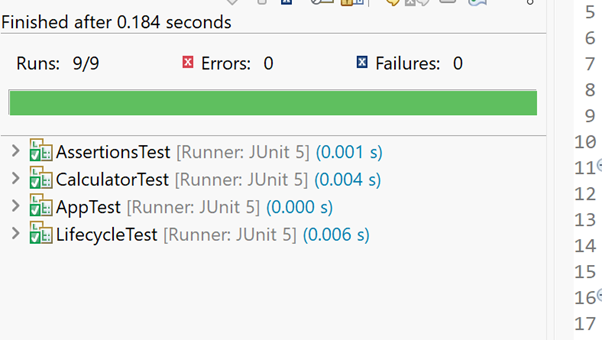 Finished after 0.184 seconds
Runs: 9/9 Errors: 0 Failures: 0
AssertionsTest [Runner: JUnit 5] (0.001 s)
CalculatorTest [Runner: JUnit 5] (0.004 s)
AppTest [Runner: JUnit 5] (0.000 s)
LifecycleTest [Runner: JUnit 5] (0.006 s)
5
6
7
8
9
10
11
12
13
14
15
16
17